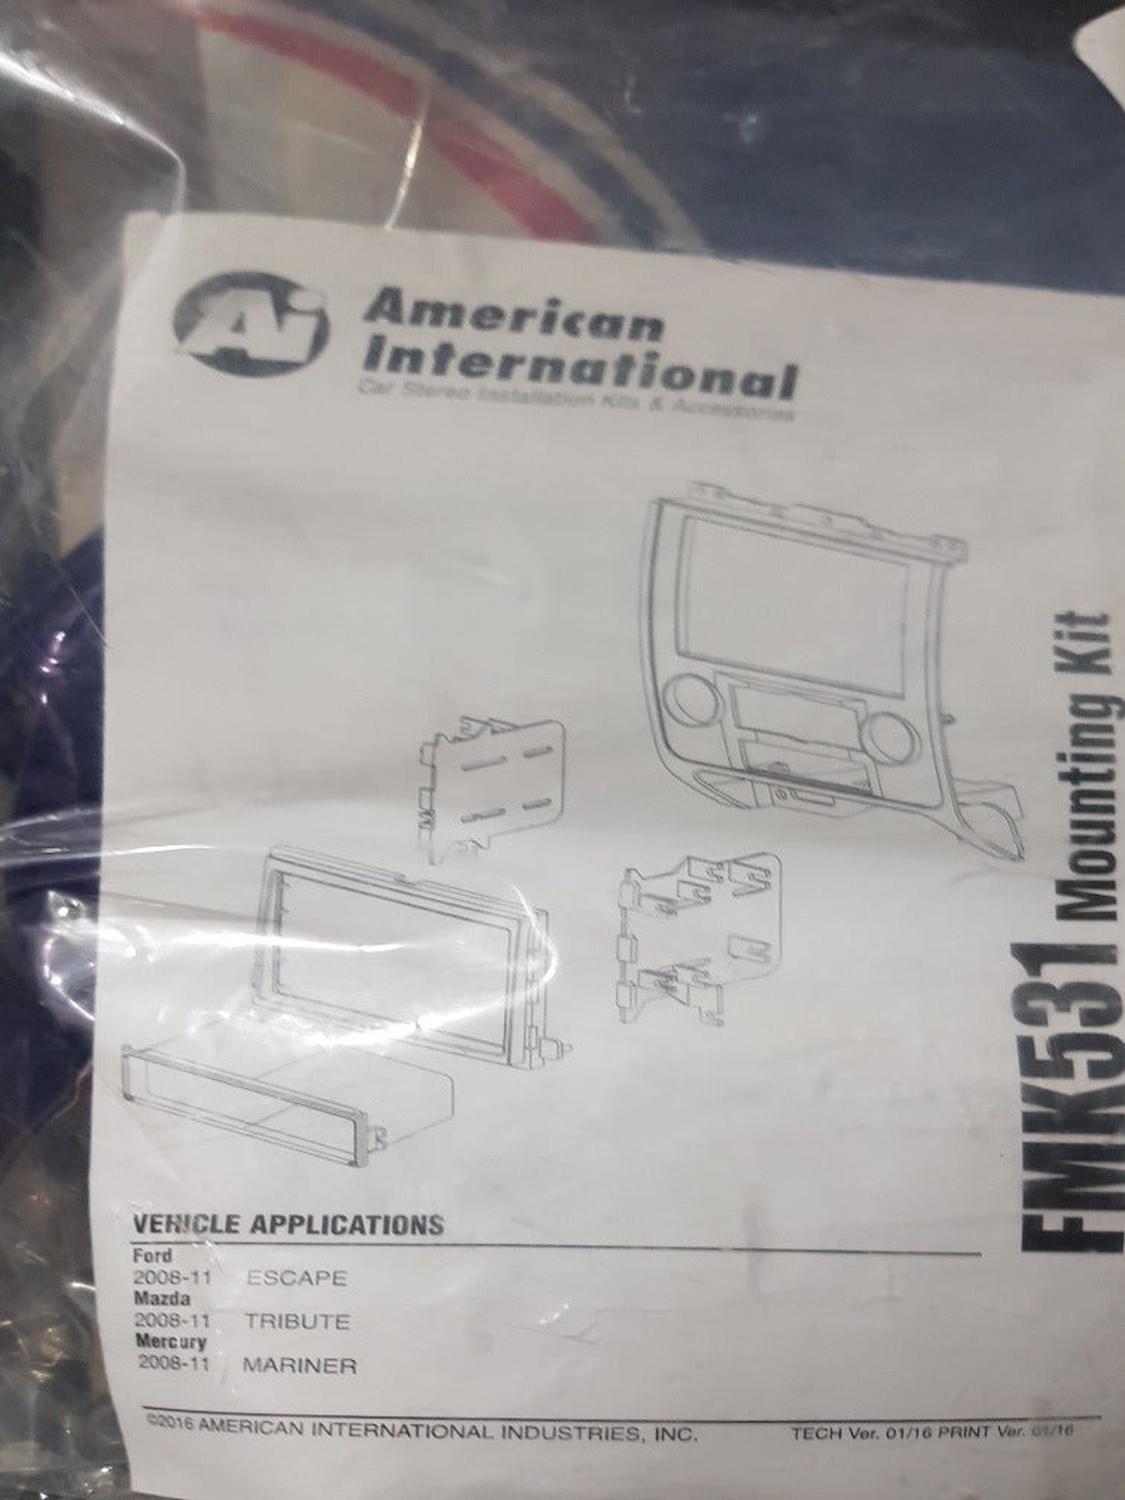 Ai
American
International
Car Stereo Installation Kits & Accessories
FMK531 Mounting Kit
VEHICLE APPLICATIONS
Ford
2008-11 ESCAPE
Mazda
2008-11 TRIBUTE
Mercury
2008-11 MARINER
©2016 AMERICAN INTERNATIONAL INDUSTRIES, INC. TECH Ver. 01/16 PRINT Ver. 01/16